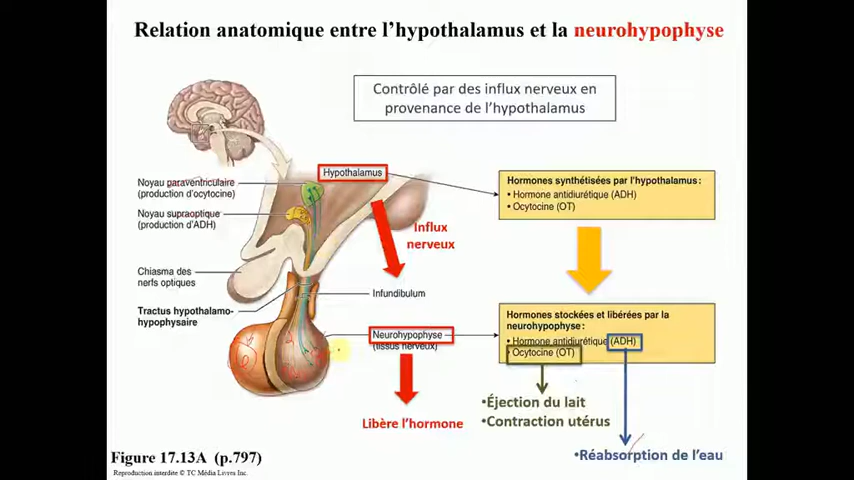 Relation anatomique entre l’hypothalamus et la neurohypophyse
Contrôlé par des influx nerveux en
provenance de l’hypothalamus
Hypothalamus
Noyau paraventriculaire
(production d’ocytocine)
Noyau supraoptique
(production d’ADH)
Influx
nerveux
Chiasma des
nerfs optiques
Infundibulum
Tractus hypothalamo-
hypophysaire
Neurohypophyse
(tissus nerveux)
Libère l’hormone
Hormones synthétisées par l’hypothalamus :
• Hormone antidiurétique (ADH)
• Ocytocine (OT)
Hormones stockées et libérées par la
neurohypophyse :
• Hormone antidiurétique (ADH)
• Ocytocine (OT)
•Éjection du lait
•Contraction utérus
•Réabsorption de l’eau
Figure 17.13A (p.797)
Reproduction interdite © TC Média Livres Inc.